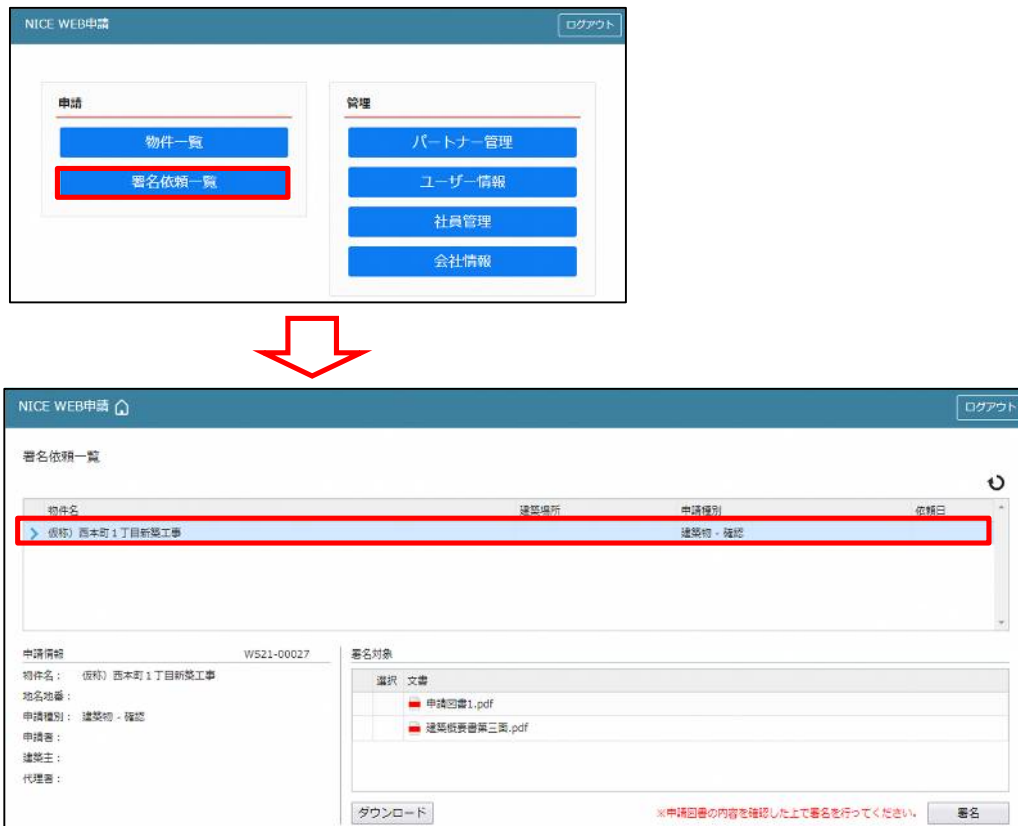 NICE WEB申請 ログアウト
申請
物件一覧
署名依頼一覧
管理
パートナー管理
ユーザー情報
社員管理
会社情報
NICE WEB申請 ログアウト
署名依頼一覧
物件名 建築場所 申請種別 依頼日
仮称）西本町１丁目新築工事 建築物 - 確認
申請情報 WS21-00027
物件名： 仮称）西本町１丁目新築工事
地名地番：
申請種別： 建築物 - 確認
申請者：
建築主：
代理者：
署名対象
選択 文書
申請図書1.pdf
建築概要書第三面.pdf
ダウンロード ※申請図書の内容を確認した上で署名を行ってください。 署名